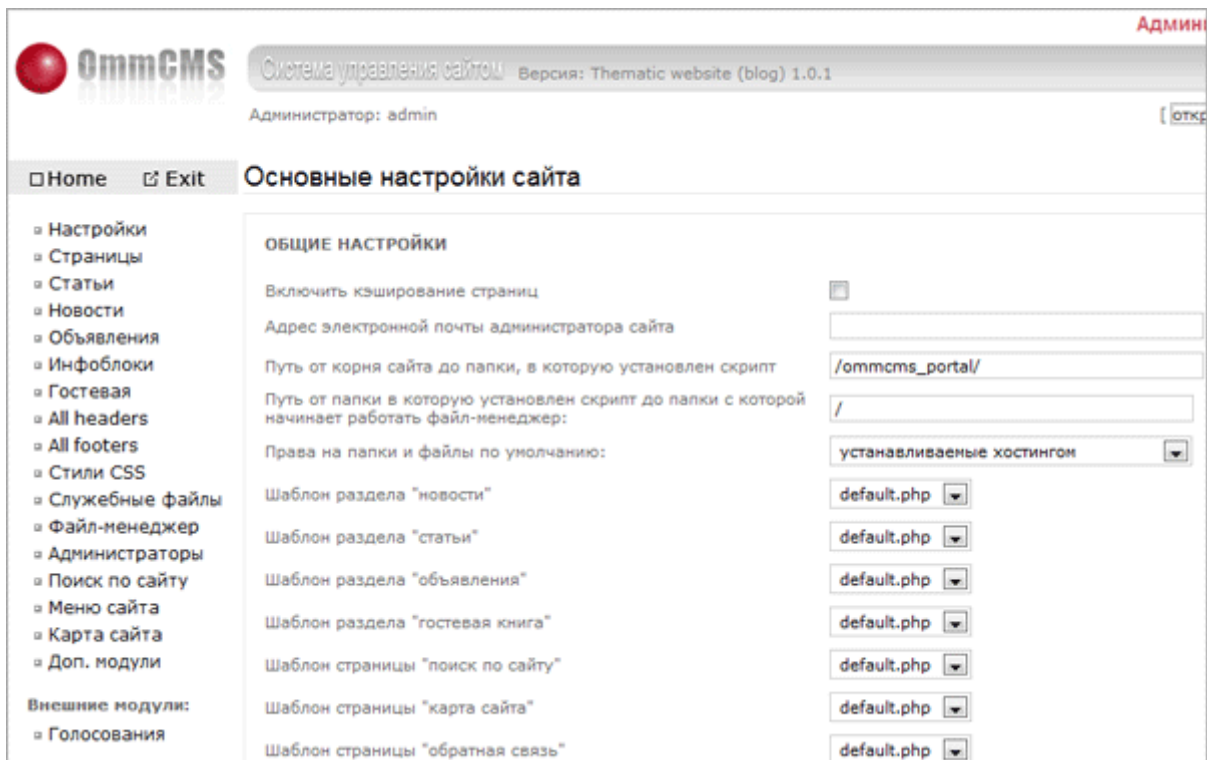 Админи
OmmCMS
Система управления сайтом Версия: Thematic website (blog) 1.0.1
Администратор: admin [ откр
Home Exit
Основные настройки сайта
Настройки
Страницы
Статьи
Новости
Объявления
Инфоблоки
Гостевая
All headers
All footers
Стили CSS
Служебные файлы
Файл-менеджер
Администраторы
Поиск по сайту
Меню сайта
Карта сайта
Доп. модули
Внешние модули:
Голосования
ОБЩИЕ НАСТРОЙКИ
Включить кэширование страниц
Адрес электронной почты администратора сайта
Путь от корня сайта до папки, в которую установлен скрипт /ommcms_portal/
Путь от папки в которую установлен скрипт до папки с которой
начинает работать файл-менеджер: /
Права на папки и файлы по умолчанию: устанавливаемые хостингом
Шаблон раздела "новости" default.php
Шаблон раздела "статьи" default.php
Шаблон раздела "объявления" default.php
Шаблон раздела "гостевая книга" default.php
Шаблон страницы "поиск по сайту" default.php
Шаблон страницы "карта сайта" default.php
Шаблон страницы "обратная связь" default.php